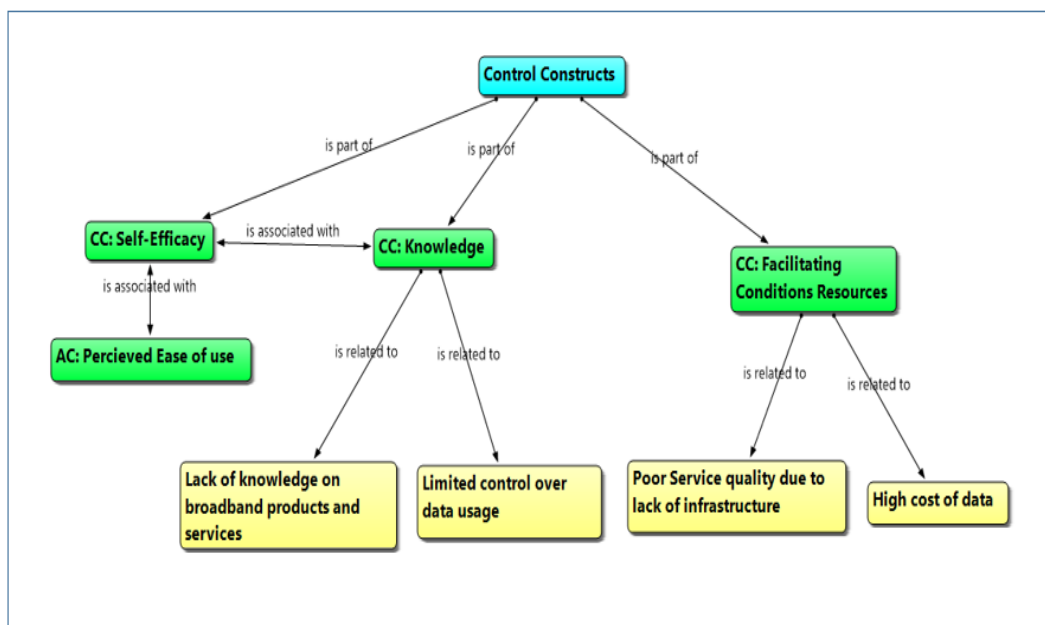 Control Constructs
is part of
is part of
is part of
CC: Self-Efficacy
is associated with
CC: Knowledge
CC: Facilitating
Conditions Resources
is associated with
AC: Percieved Ease of use
is related to
is related to
is related to
is related to
Lack of knowledge on
broadband products and
services
Limited control over
data usage
Poor Service quality due to
lack of infrastructure
High cost of data